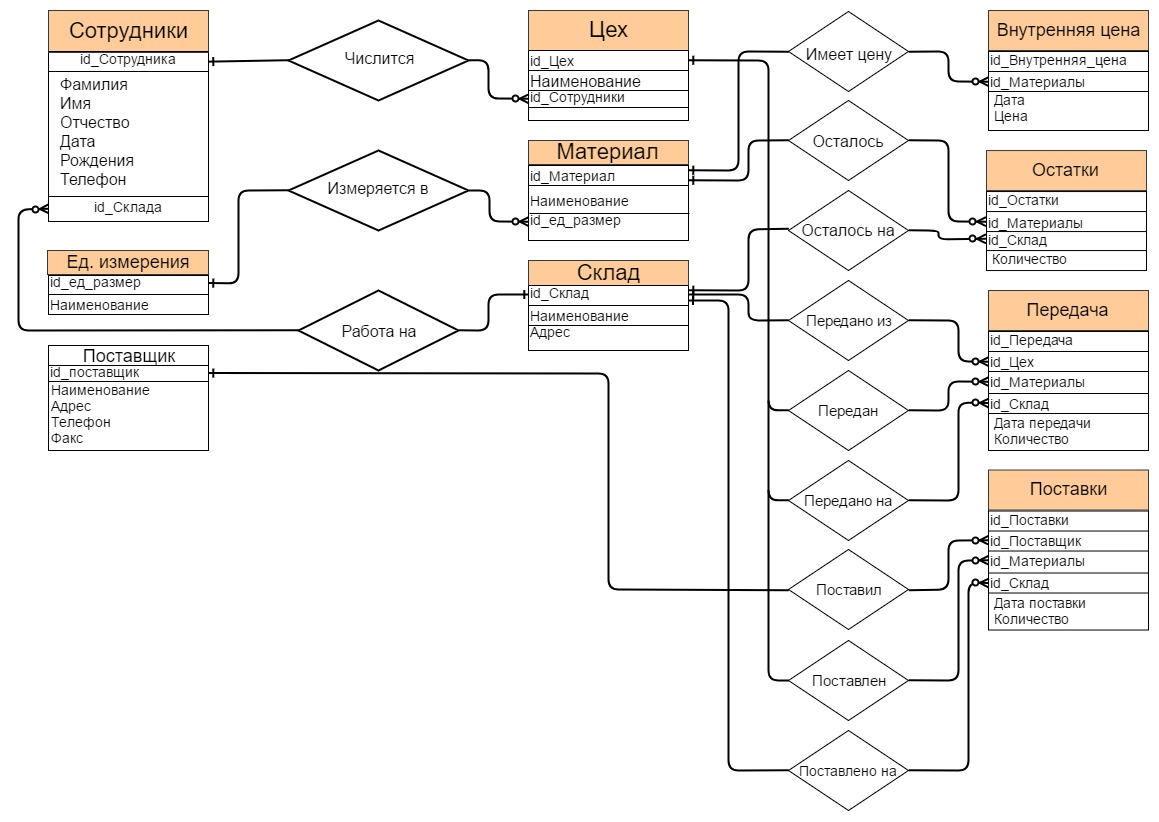 Сотрудники
id_Сотрудника
Фамилия
Имя
Отчество
Дата
Рождения
Телефон
id_Склада
Ед. измерения
id_ед_размер
Наименование
Поставщик
id_поставщик
Наименование
Адрес
Телефон
Факс
Числится
Измеряется в
Работа на
Цех
id_Цех
Наименование
id_Сотрудники
Материал
id_Материал
Наименование
id_ед_размер
Склад
id_Склад
Наименование
Адрес
Имеет цену
Осталось
Осталось на
Передано из
Передан
Передано на
Поставил
Поставлен
Поставлено на
Внутренняя цена
id_Внутренняя_цена
id_Материалы
Дата
Цена
Остатки
id_Остатки
id_Материалы
id_Склад
Количество
Передача
id_Передача
id_Цех
id_Материалы
id_Склад
Дата передачи
Количество
Поставки
id_Поставки
id_Поставщик
id_Материалы
id_Склад
Дата поставки
Количество